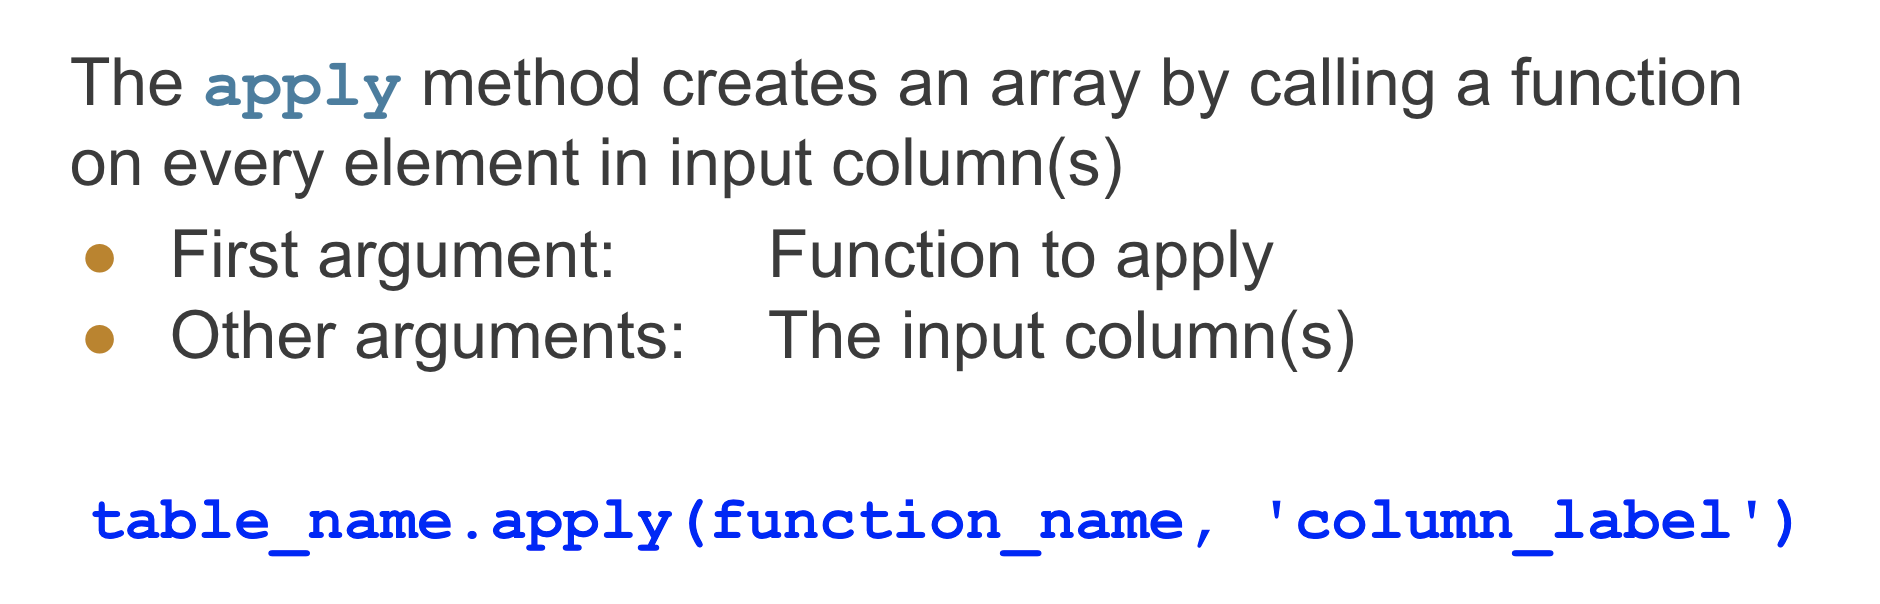 The apply method creates an array by calling a function
on every element in input column(s)
● First argument: Function to apply
● Other arguments: The input column(s)
table_name.apply(function_name, 'column_label')